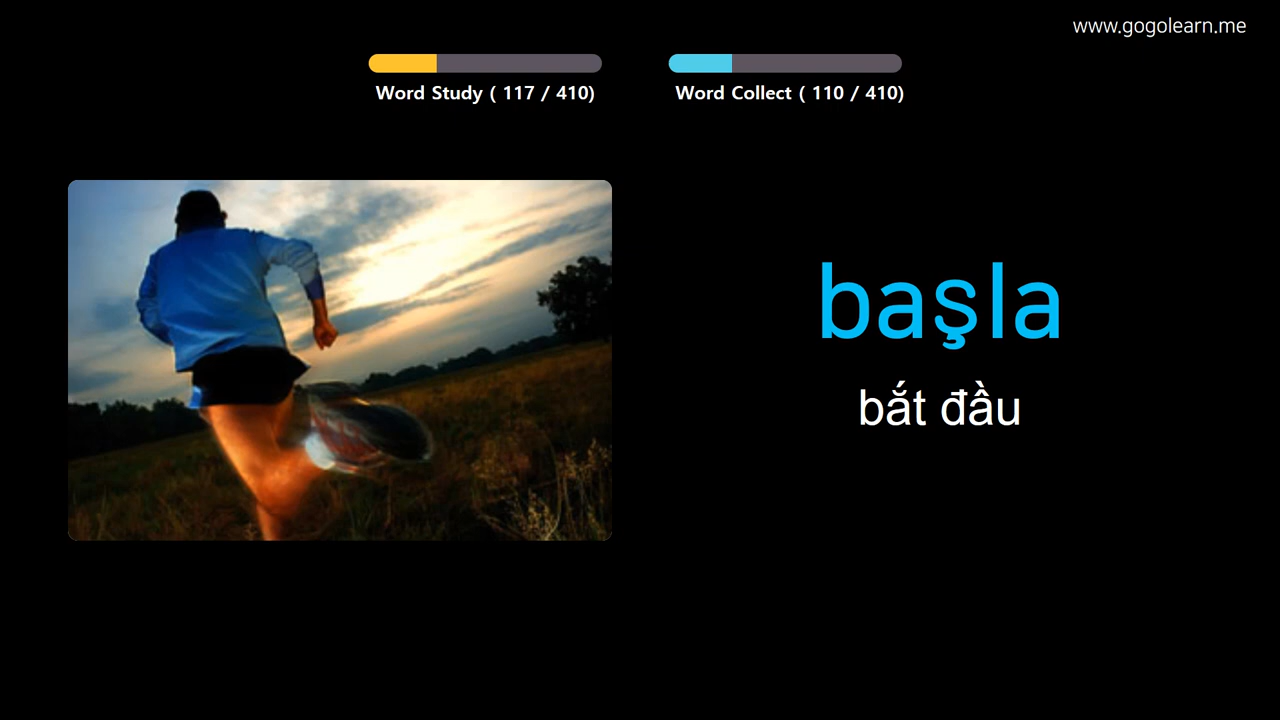 www.gogolearn.me
Word Study ( 117 / 410)
Word Collect ( 110 / 410)
başla
bắt đầu